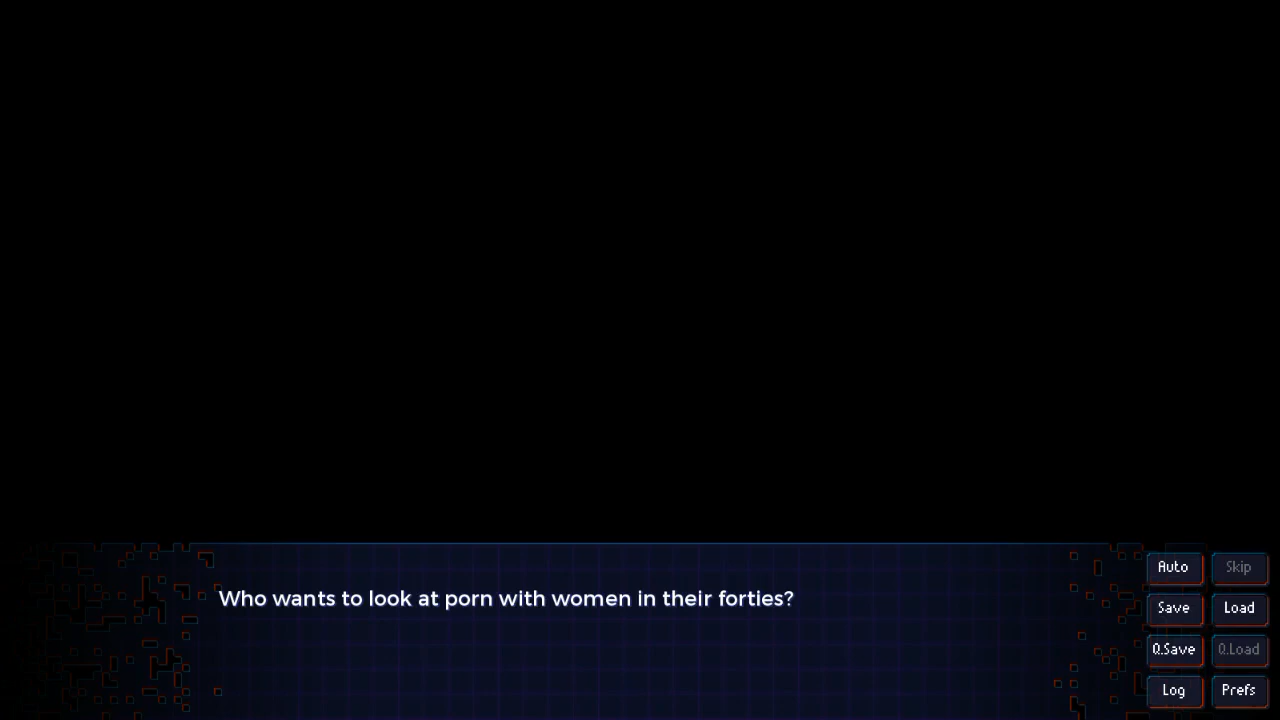 Who wants to look at porn with women in their forties?
Auto
Skip
Save
Load
Q.Save
Q.Load
Log
Prefs